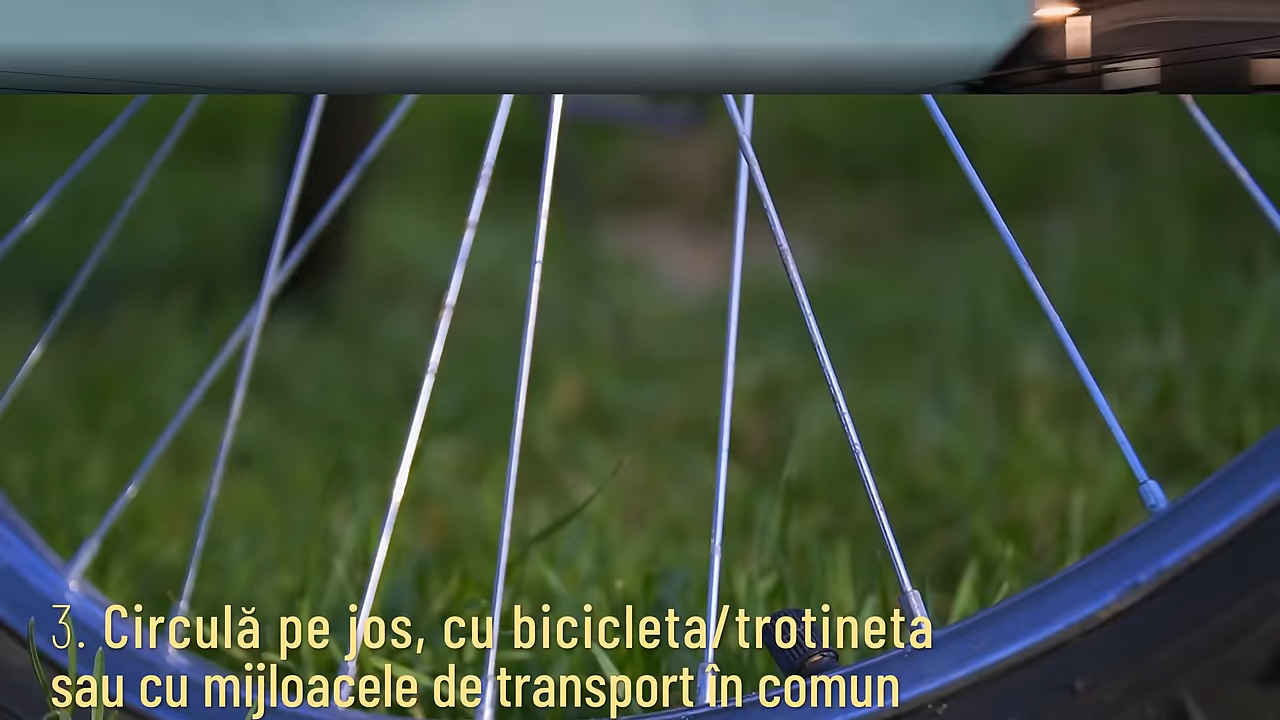 3. Circulă pe jos, cu bicicleta/trotineta
sau cu mijloacele de transport în comun